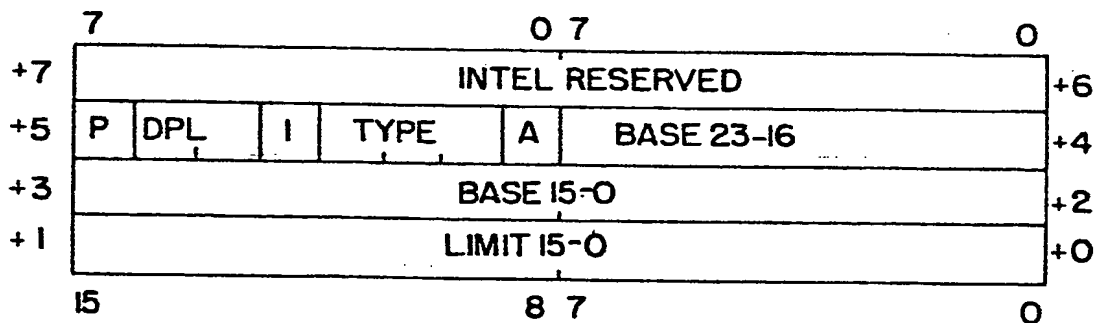 7 0 7 0
+7 INTEL RESERVED +6
+5 P DPL 1 TYPE A BASE 23-16 +4
+3 BASE 15-0 +2
+1 LIMIT 15-0 +0
15 8 7 0